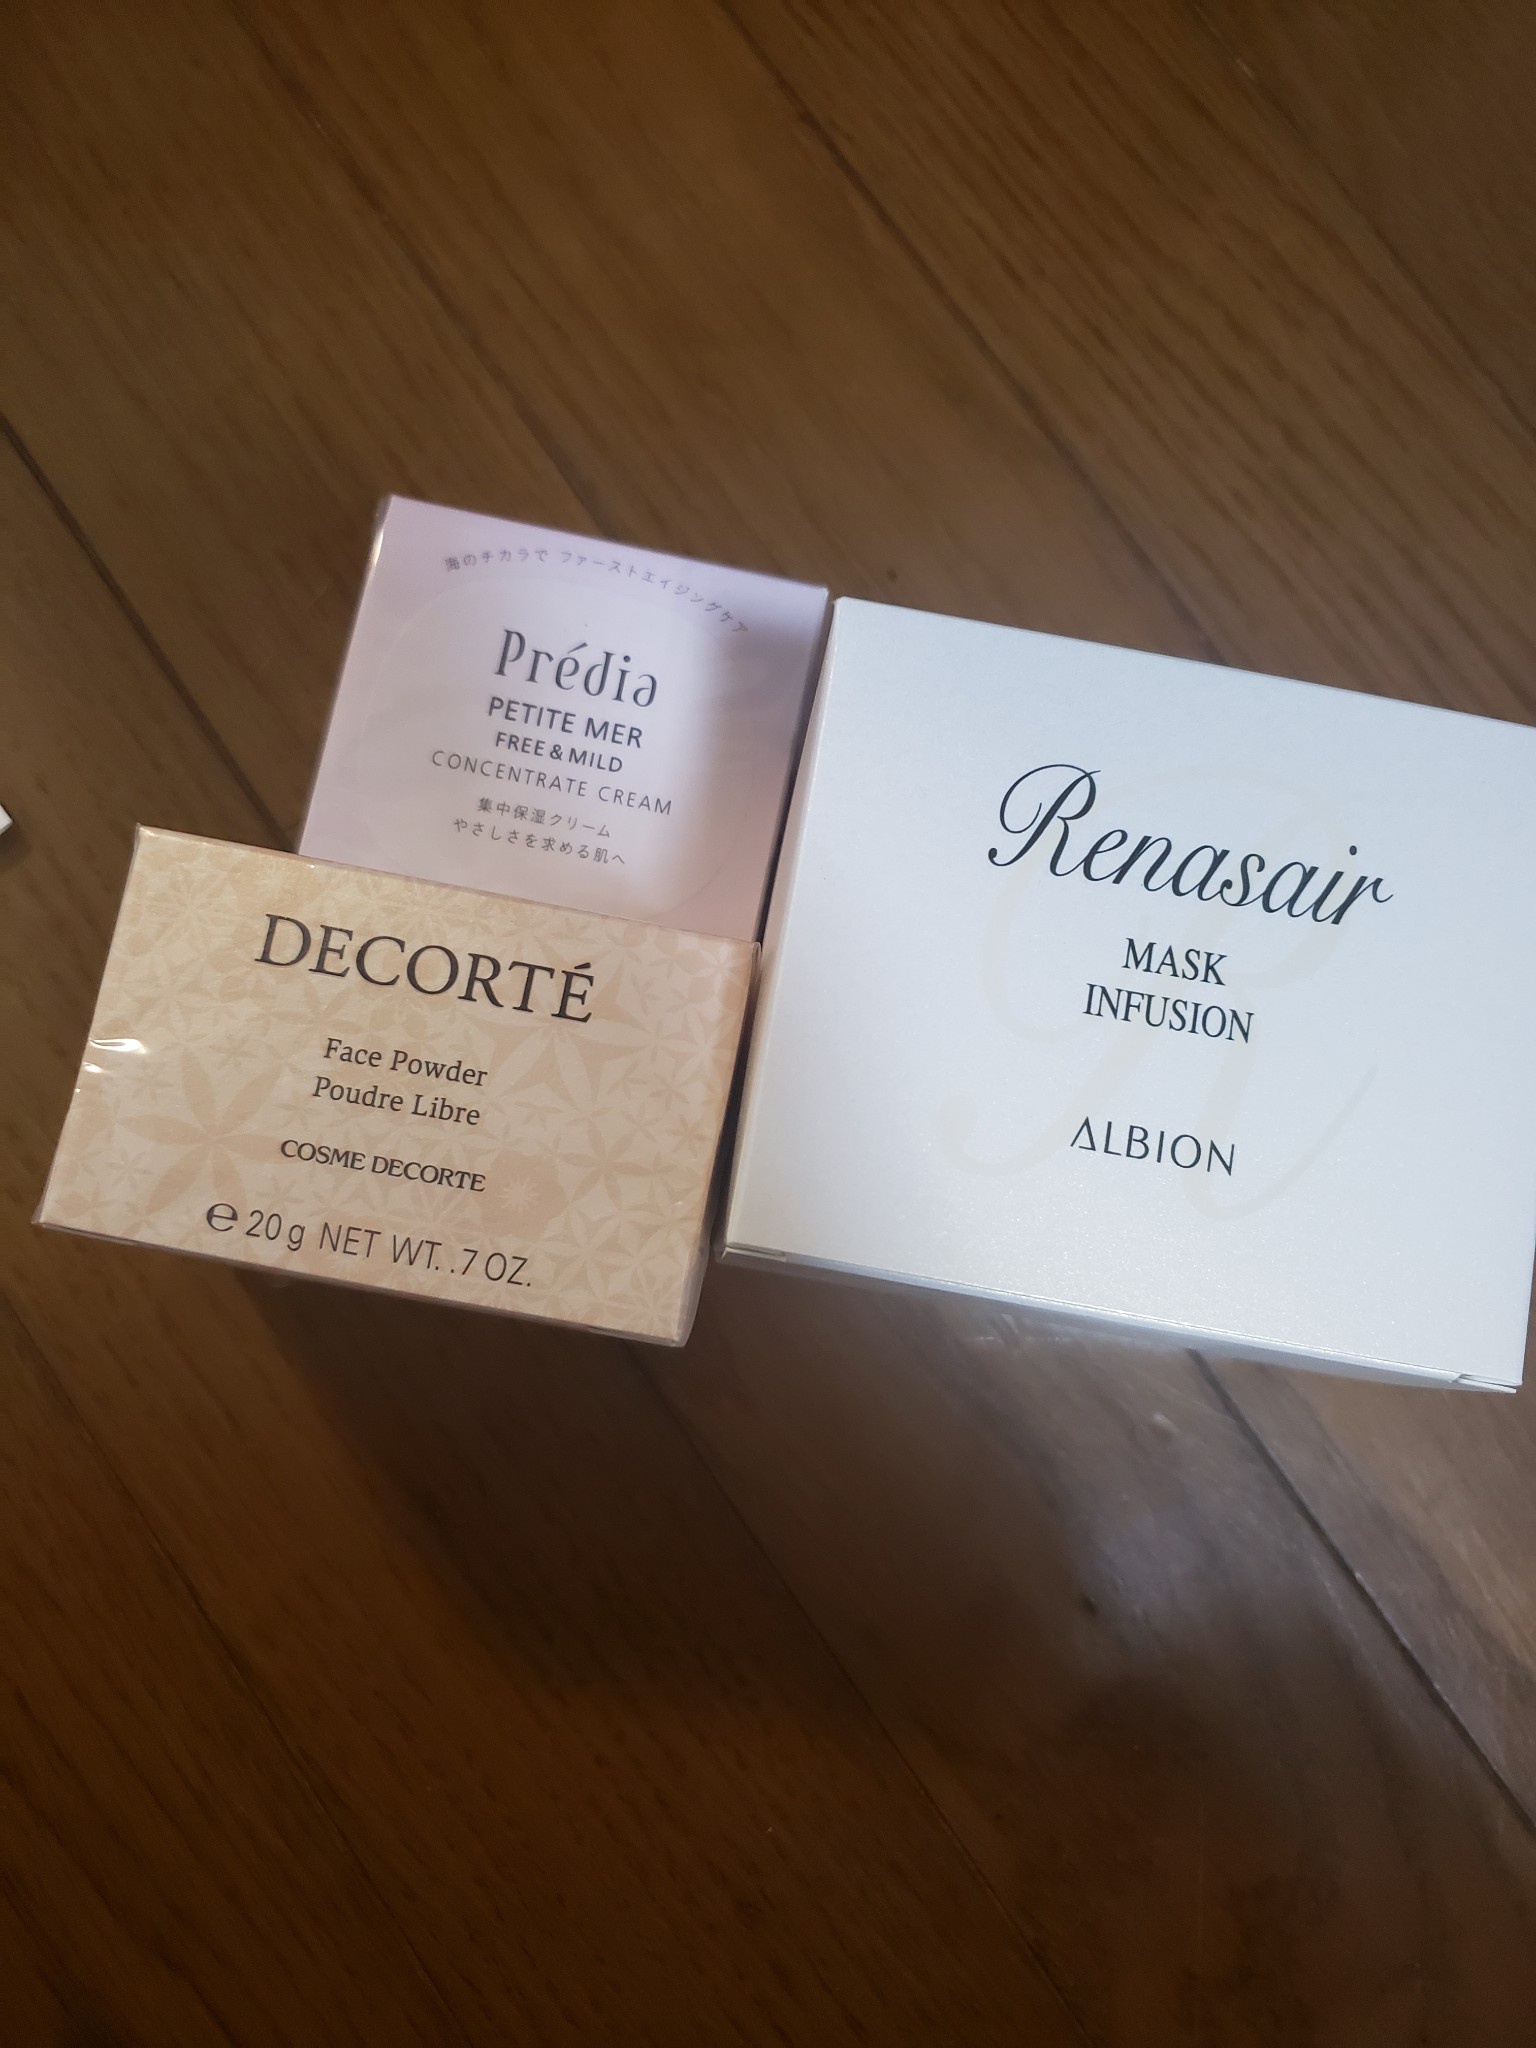 海のチカラで ファーストエイジングケア
Prédia
PETITE MER
FREE & MILD
CONCENTRATE CREAM
集中保湿クリーム
やさしさを求める肌へ
DECORTÉ
Face Powder
Poudre Libre
COSME DECORTE
℮ 20 g NET WT. .7 OZ.
Renasair
MASK
INFUSION
ALBION